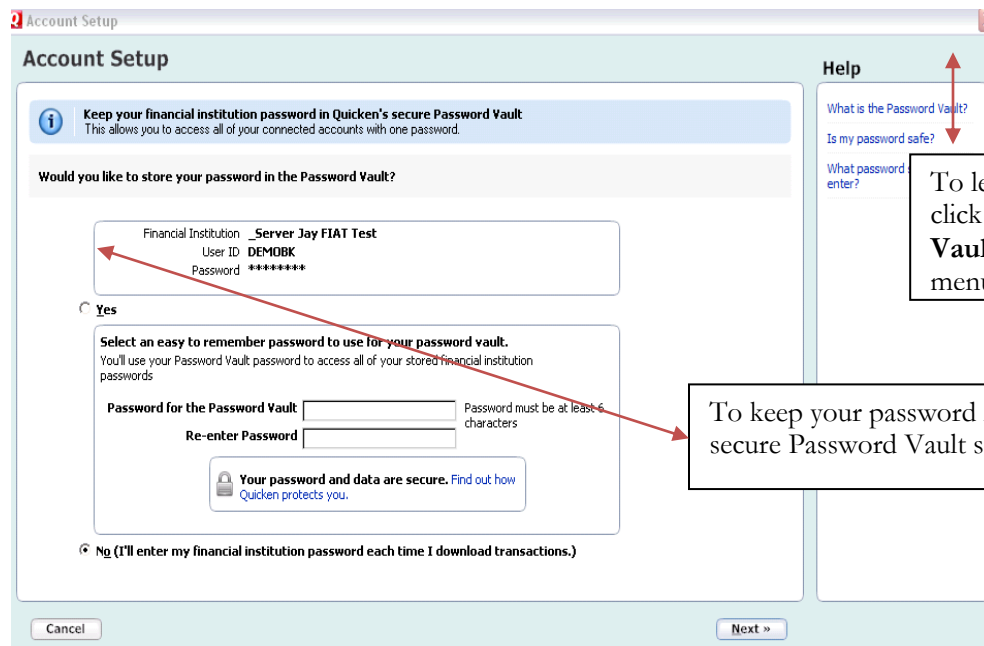 Account Setup
Account Setup
Keep your financial institution password in Quicken's secure Password Vault
This allows you to access all of your connected accounts with one password.
Would you like to store your password in the Password Vault?
Financial Institution _Server Jay FIAT Test
User ID DEMOBK
Password ********
Yes
Select an easy to remember password to use for your password vault.
You'll use your Password Vault password to access all of your stored financial institution
passwords
Password for the Password Vault
Password must be at least 6
characters
Re-enter Password
Your password and data are secure. Find out how
Quicken protects you.
No (I'll enter my financial institution password each time I download transactions.)
Cancel
Next »
Help
What is the Password Vault?
Is my password safe?
What password
enter?
To
click
menu
To keep your password
secure Password Vault